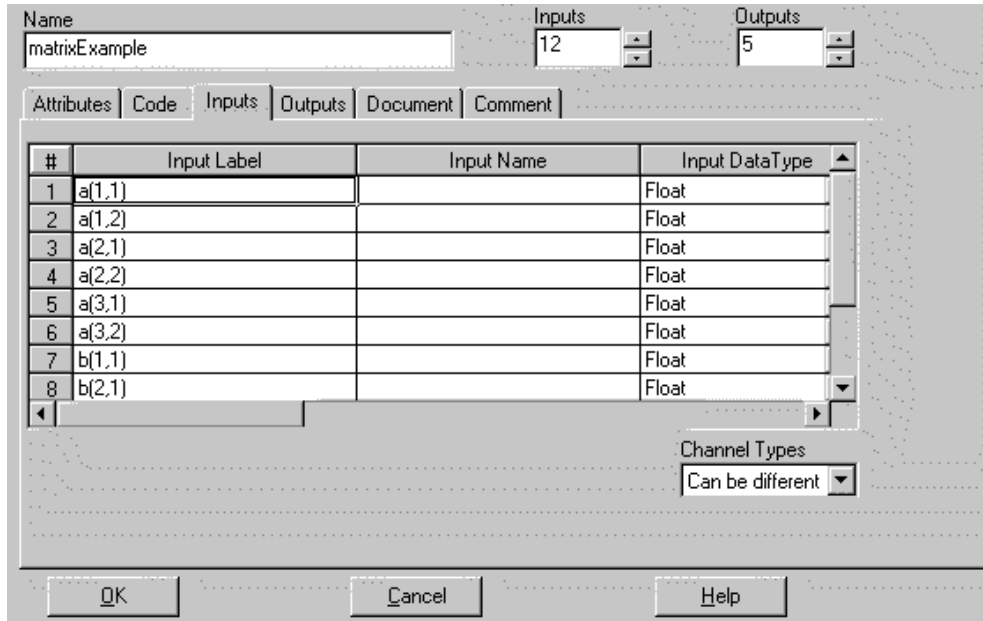 Name Inputs Outputs
matrixExample 12 5
Attributes Code Inputs Outputs Document Comment
# Input Label Input Name Input DataType
1 a(1,1) Float
2 a(1,2) Float
3 a(2,1) Float
4 a(2,2) Float
5 a(3,1) Float
6 a(3,2) Float
7 b(1,1) Float
8 b(2,1) Float
Channel Types
Can be different
OK Cancel Help